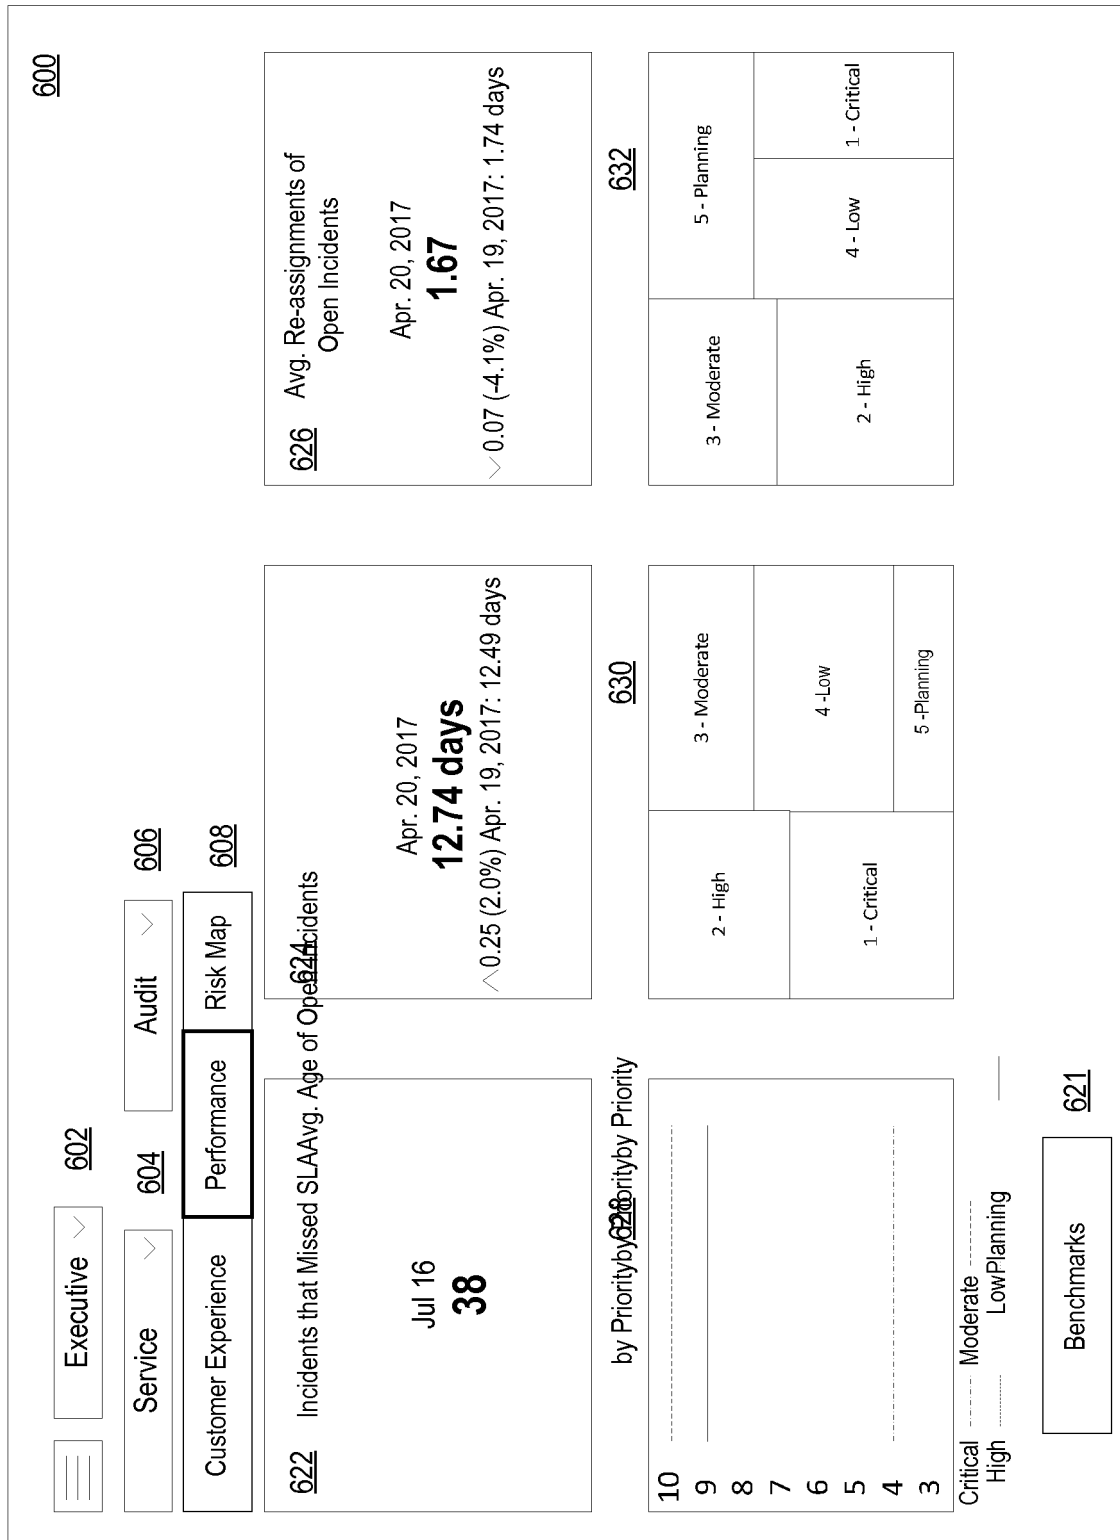 600
Executive
602
Service
604
Audit
606
Customer Experience
Performance
Risk Map
608
622
Incidents that Missed SLA
Jul 16
38
624
Avg. Age of Open Incidents
Apr. 20, 2017
12.74 days
0.25 (2.0%) Apr. 19, 2017: 12.49 days
626
Avg. Re-assignments of
Open Incidents
Apr. 20, 2017
1.67
0.07 (-4.1%) Apr. 19, 2017: 1.74 days
by Priority
628
by Priority
by Priority
10
9
8
7
6
5
4
3
Critical
Moderate
High
Low
Planning
630
2 - High
3 - Moderate
1 - Critical
4 -Low
5 -Planning
632
3 - Moderate
5 - Planning
2 - High
4 - Low
1 - Critical
Benchmarks
621